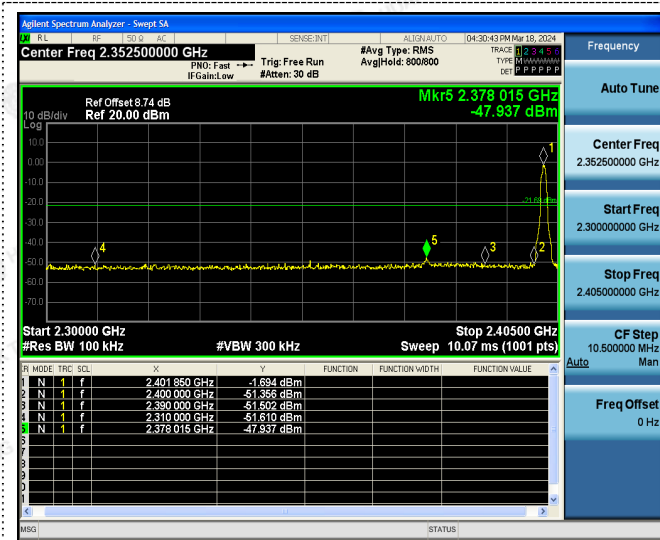 Agilent Spectrum Analyzer - Swept SA
LXI RL RF 50 Ω AC SENSE:INT ALIGN AUTO 04:30:43 PM Mar 18, 2024
Center Freq 2.352500000 GHz
PNO: Fast
IFGain:Low
Trig: Free Run
#Atten: 30 dB
#Avg Type: RMS
Avg|Hold: 800/800
TRACE 1 2 3 4 5 6
TYPE M WWWWW
DET P P P P P P
Mkr5 2.378 015 GHz
-47.937 dBm
Ref Offset 8.74 dB
Ref 20.00 dBm
10 dB/div
Log
10.0
0.00
-10.0
-20.0
-30.0
-40.0
-50.0
-60.0
-70.0
1
-21.69 dBm
4
5
3
2
Start 2.30000 GHz
Stop 2.40500 GHz
#Res BW 100 kHz
#VBW 300 kHz
Sweep 10.07 ms (1001 pts)
MODE TRC SCL X Y FUNCTION FUNCTION WIDTH FUNCTION VALUE
1 N 1 f 2.401 850 GHz -1.694 dBm
2 N 1 f 2.400 000 GHz -51.356 dBm
3 N 1 f 2.390 000 GHz -51.502 dBm
4 N 1 f 2.310 000 GHz -51.610 dBm
5 N 1 f 2.378 015 GHz -47.937 dBm
6
7
8
9
MSG
STATUS
Frequency
Auto Tune
Center Freq
2.352500000 GHz
Start Freq
2.300000000 GHz
Stop Freq
2.405000000 GHz
CF Step
10.500000 MHz
Auto Man
Freq Offset
0 Hz